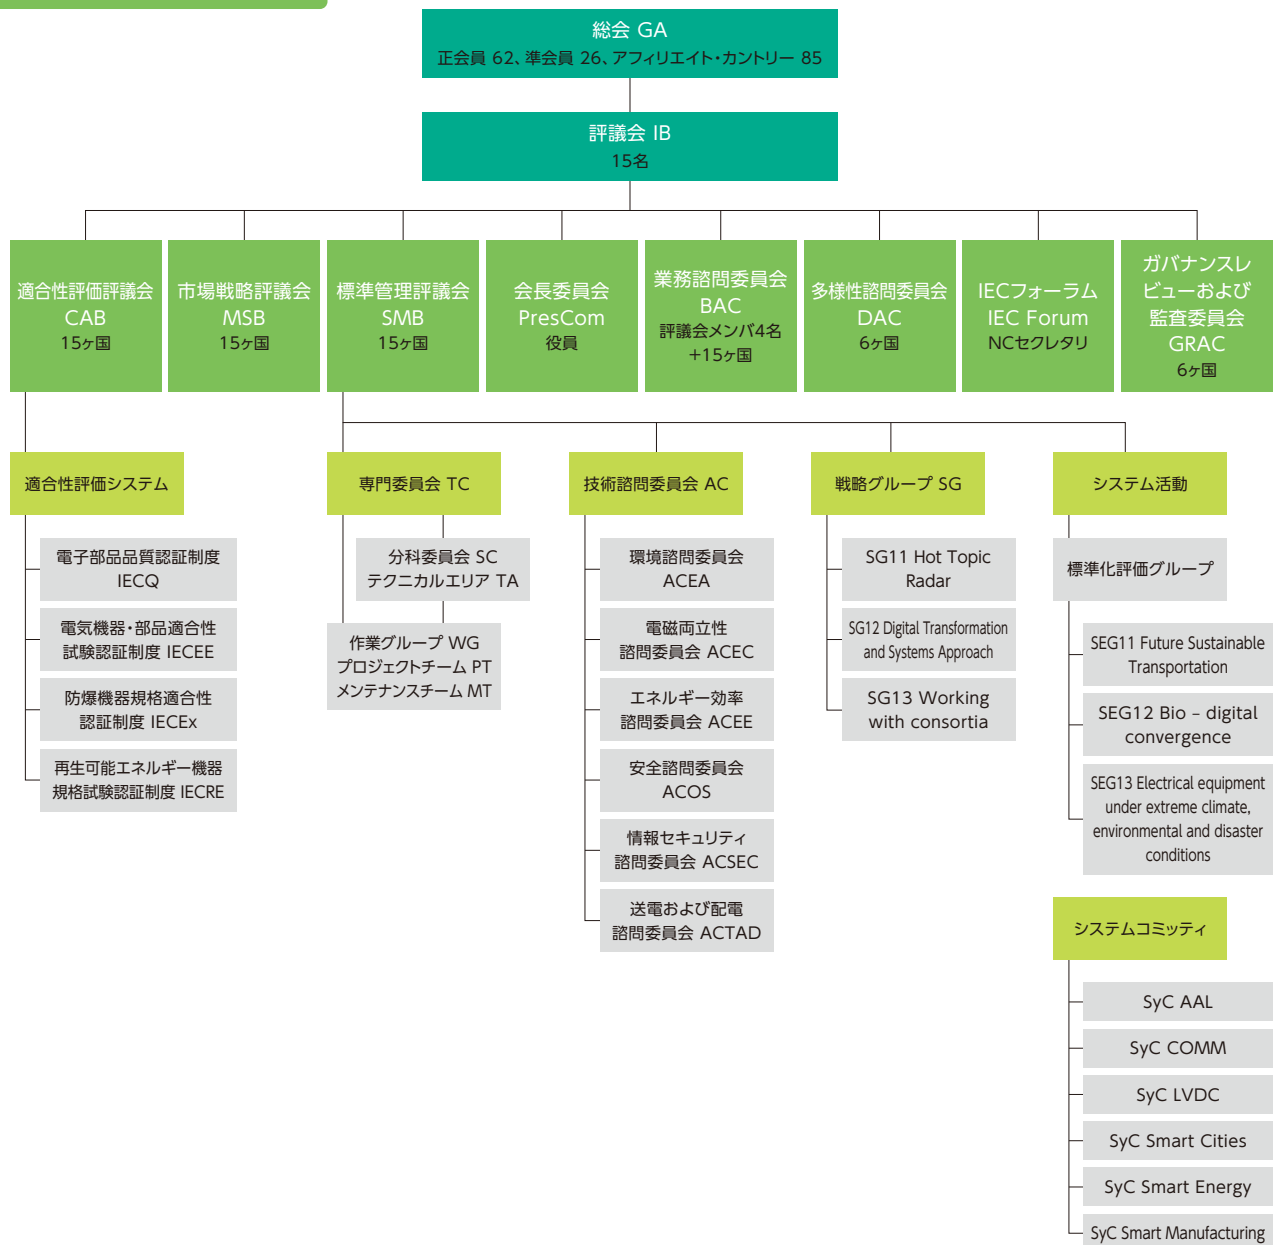 総会 GA
正会員 62、準会員 26、アフィリエイト・カントリー 85
評議会 IB
15名
適合性評価評議会
CAB
15ヶ国
市場戦略評議会
MSB
15ヶ国
標準管理評議会
SMB
15ヶ国
会長委員会
PresCom
役員
業務諮問委員会
BAC
評議会メンバ4名
+15ヶ国
多様性諮問委員会
DAC
6ヶ国
IECフォーラム
IEC Forum
NCセクレタリ
ガバナンスレ
ビューおよび
監査委員会
GRAC
6ヶ国
適合性評価システム
電子部品品質認証制度
IECQ
電気機器・部品適合性
試験認証制度 IECEE
防爆機器規格適合性
認証制度 IECEx
再生可能エネルギー機器
規格試験認証制度 IECRE
専門委員会 TC
分科委員会 SC
テクニカルエリア TA
作業グループ WG
プロジェクトチーム PT
メンテナンスチーム MT
技術諮問委員会 AC
環境諮問委員会
ACEA
電磁両立性
諮問委員会 ACEC
エネルギー効率
諮問委員会 ACEE
安全諮問委員会
ACOS
情報セキュリティ
諮問委員会 ACSEC
送電および配電
諮問委員会 ACTAD
戦略グループ SG
SG11 Hot Topic
Radar
SG12 Digital Transformation
and Systems Approach
SG13 Working
with consortia
システム活動
標準化評価グループ
SEG11 Future Sustainable
Transportation
SEG12 Bio – digital
convergence
SEG13 Electrical equipment
under extreme climate,
environmental and disaster
conditions
システムコミッティ
SyC AAL
SyC COMM
SyC LVDC
SyC Smart Cities
SyC Smart Energy
SyC Smart Manufacturing